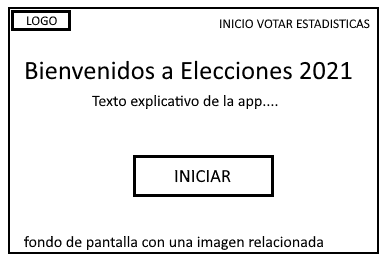 LOGO
INICIO VOTAR ESTADISTICAS
Bienvenidos a Elecciones 2021
Texto explicativo de la app....
INICIAR
fondo de pantalla con una imagen relacionada